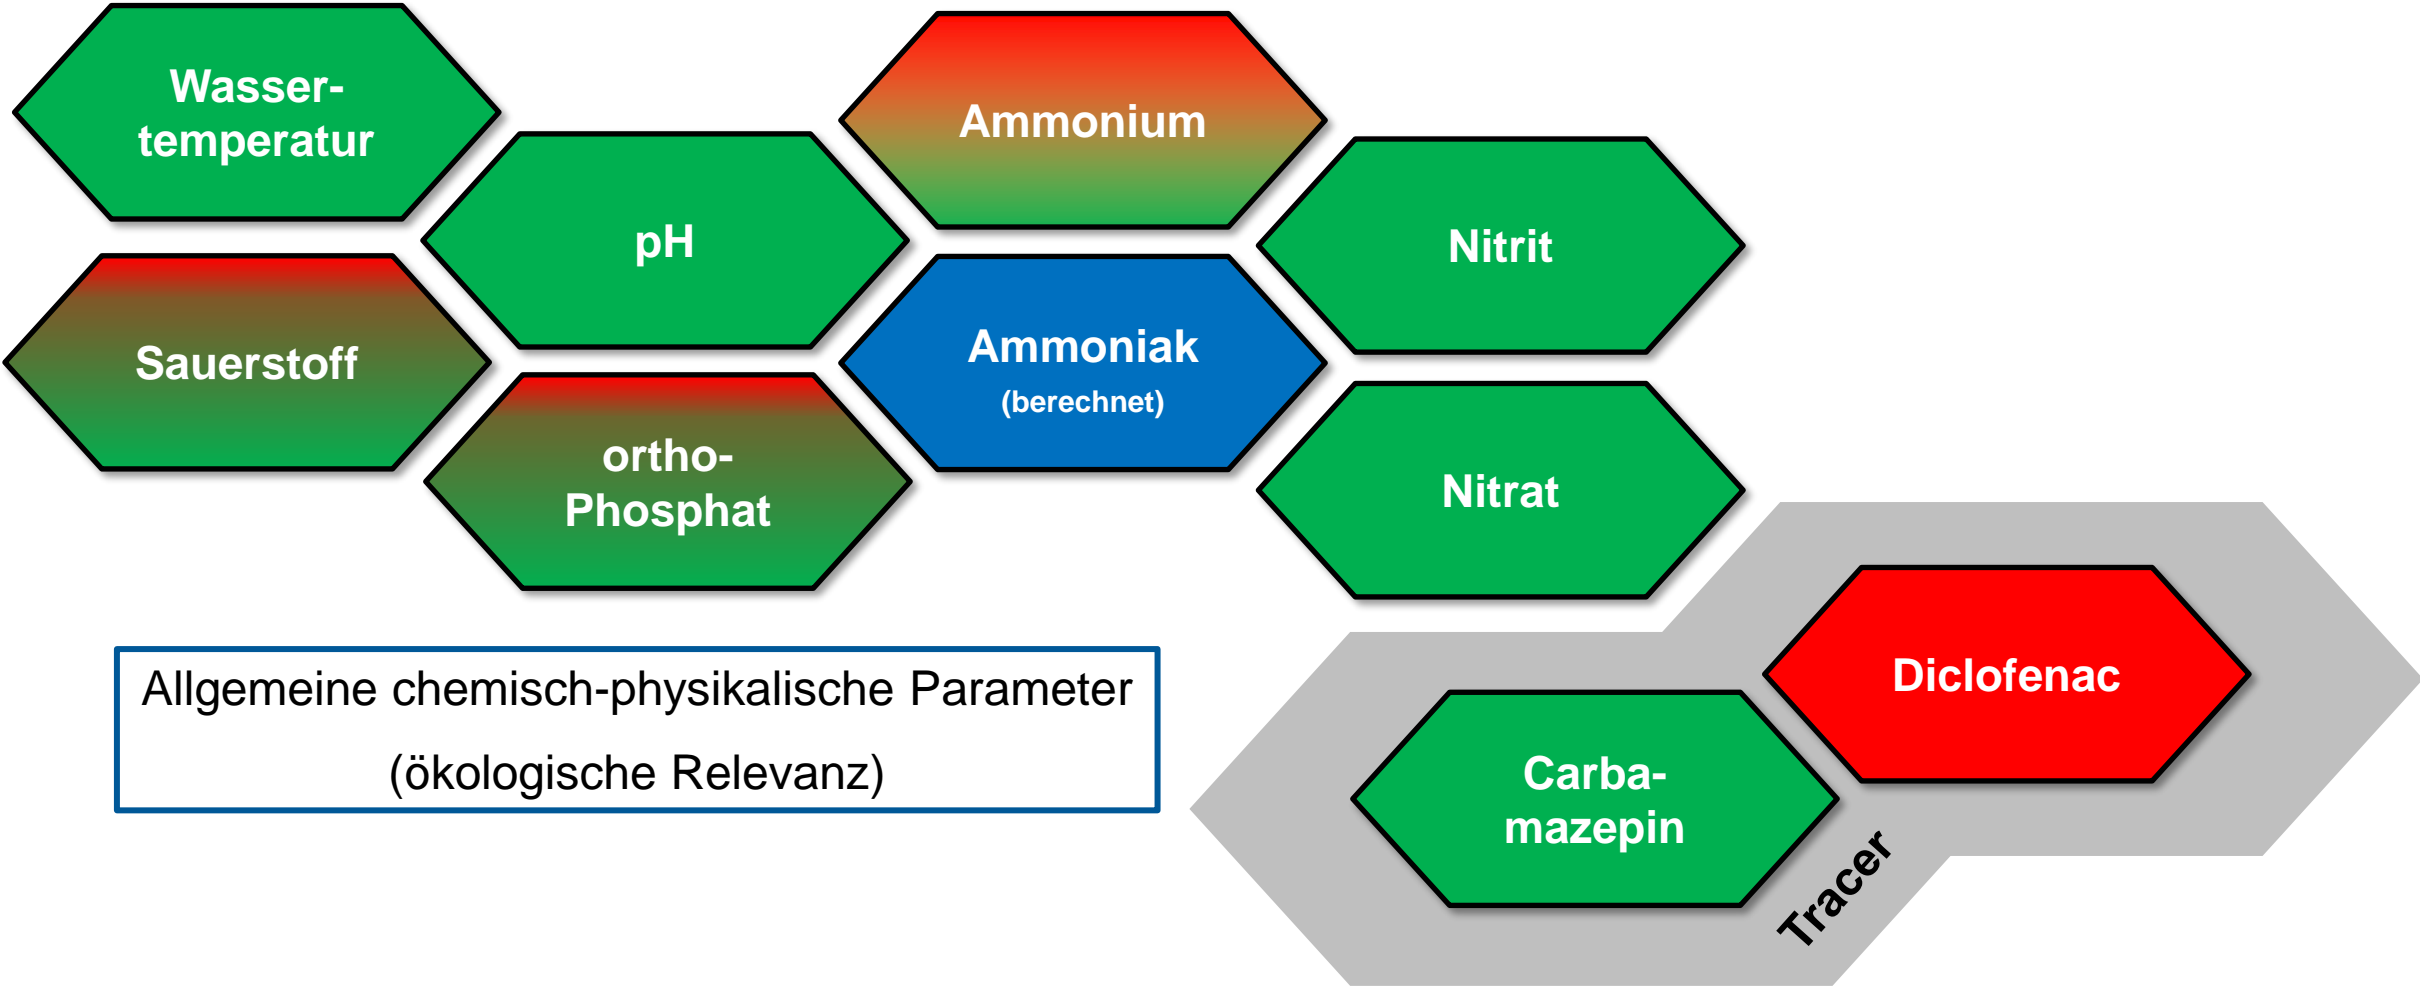 Wasser-
temperatur
Ammonium
pH
Nitrit
Sauerstoff
Ammoniak
(berechnet)
ortho-
Phosphat
Nitrat
Allgemeine chemisch-physikalische Parameter
(ökologische Relevanz)
Diclofenac
Carba-
mazepin
Tracer